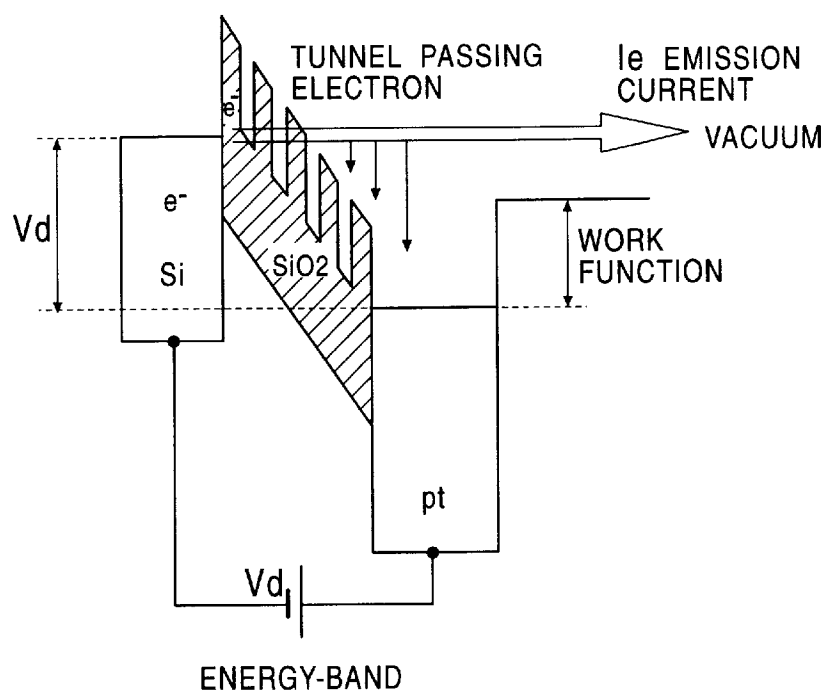 TUNNEL PASSING
ELECTRON
Ie EMISSION
CURRENT
VACUUM
e-
e-
Vd
Si
SiO2
WORK
FUNCTION
pt
Vd
ENERGY-BAND